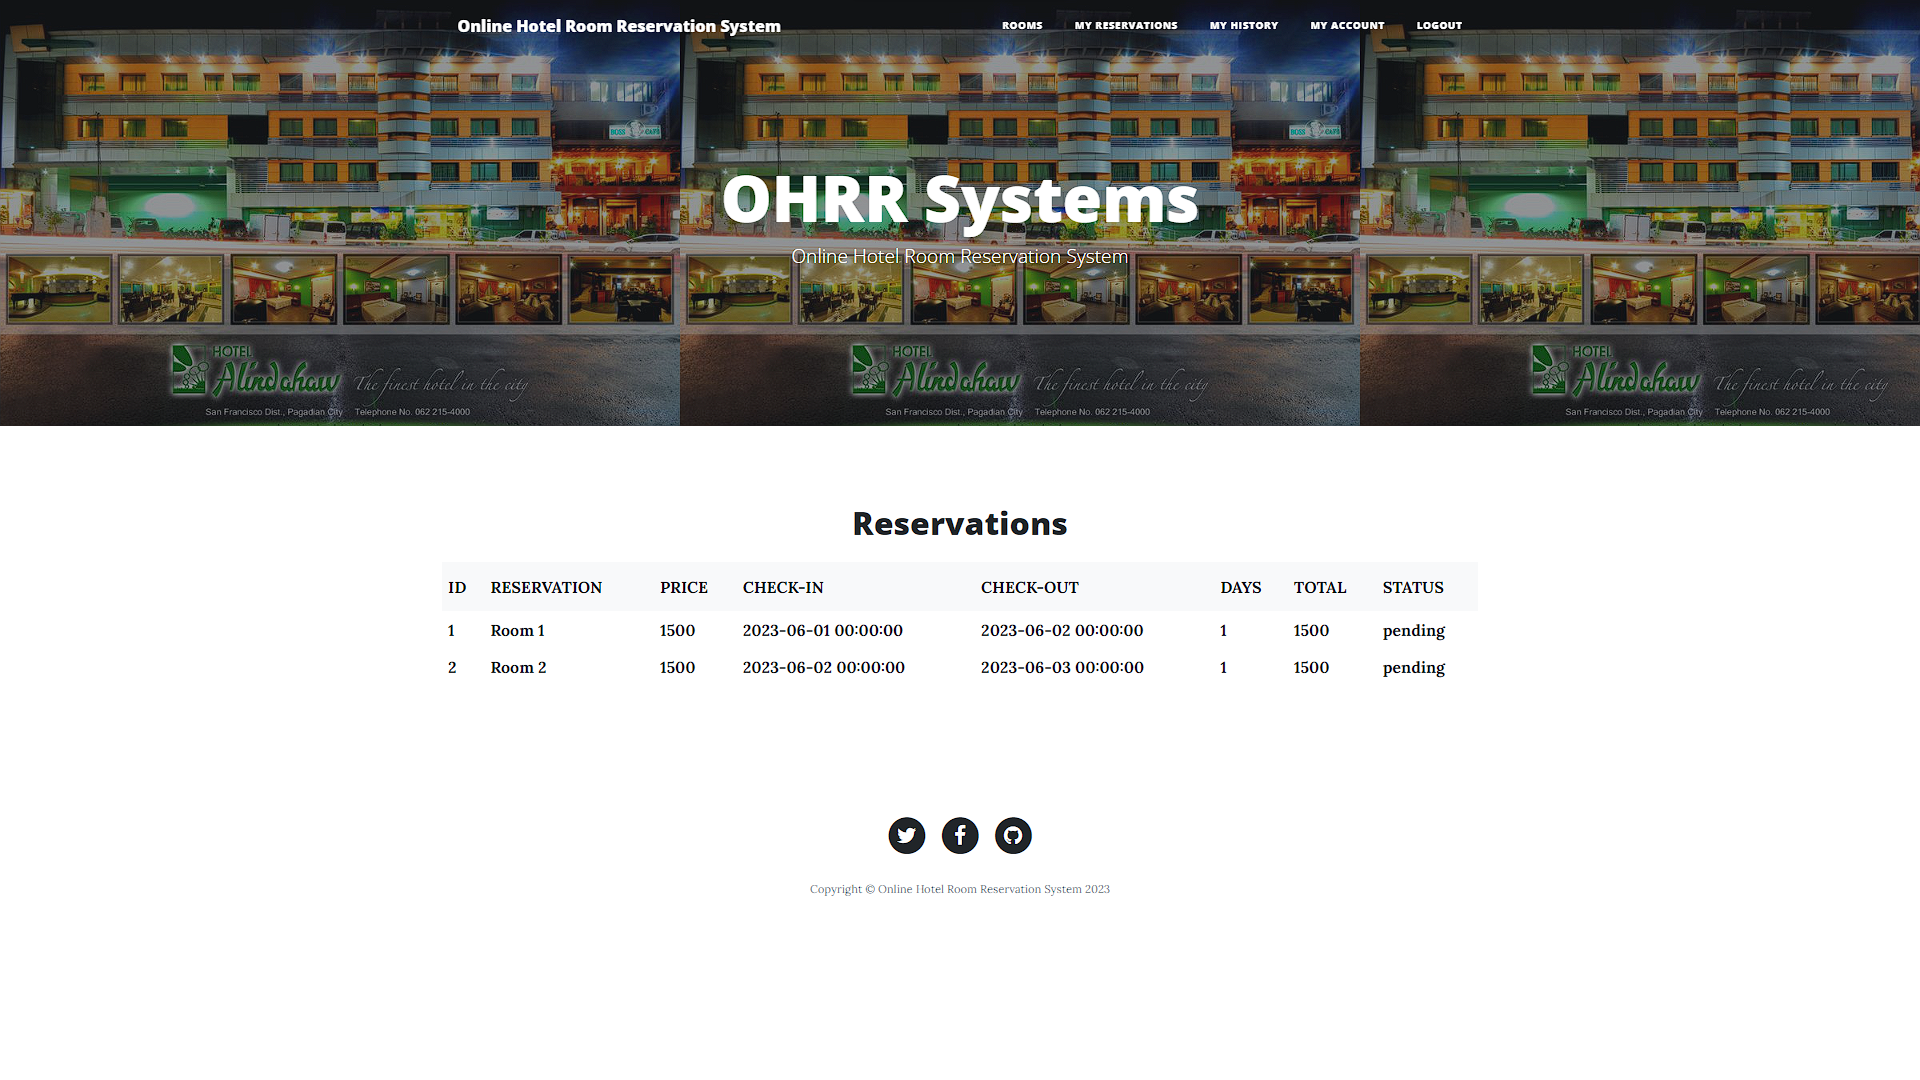 Online Hotel Room Reservation System
ROOMS MY RESERVATIONS MY HISTORY MY ACCOUNT LOGOUT
BOSS CAFE BOSS CAFE
OHRR Systems
Online Hotel Room Reservation System
HOTEL Alindahaw The finest hotel in the city HOTEL Alindahaw The finest hotel in the city HOTEL Alindahaw The finest hotel in the city
San Francisco Dist., Pagadian City Telephone No. 062 215-4000 San Francisco Dist., Pagadian City Telephone No. 062 215-4000 San Francisco Dist., Pagadian City Telephone No. 062 215-4000
Reservations
ID RESERVATION PRICE CHECK-IN CHECK-OUT DAYS TOTAL STATUS
1 Room 1 1500 2023-06-01 00:00:00 2023-06-02 00:00:00 1 1500 pending
2 Room 2 1500 2023-06-02 00:00:00 2023-06-03 00:00:00 1 1500 pending
Copyright © Online Hotel Room Reservation System 2023